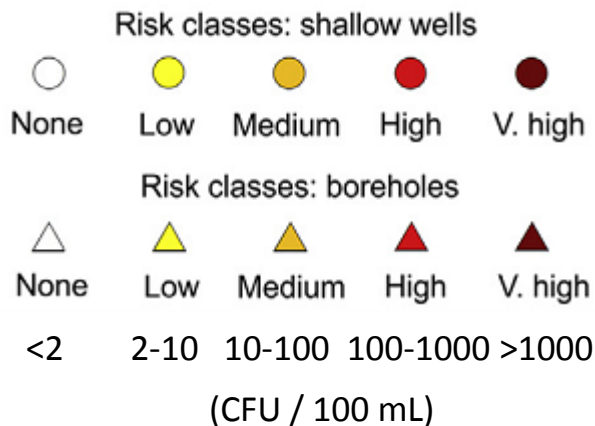 Risk classes: shallow wells
None Low Medium High V. high
Risk classes: boreholes
None Low Medium High V. high
<2 2-10 10-100 100-1000 >1000
(CFU / 100 mL)